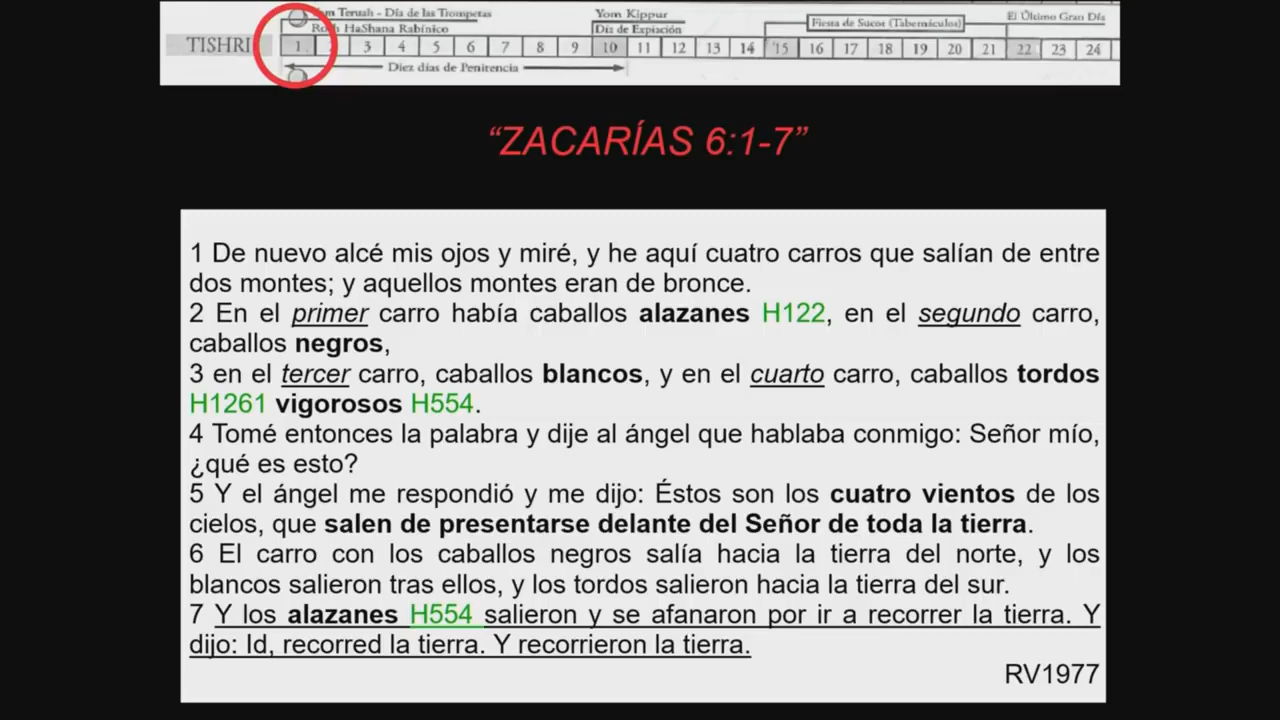 Yom Teruah - Día de las Trompetas
Rosh HaShana Rabínico
Yom Kippur
Día de Expiación
Fiesta de Sucot (Tabernáculos)
El Último Gran Día
TISHRI 1 2 3 4 5 6 7 8 9 10 11 12 13 14 15 16 17 18 19 20 21 22 23 24
Diez días de Penitencia
“ZACARÍAS 6:1-7”
1 De nuevo alcé mis ojos y miré, y he aquí cuatro carros que salían de entre
dos montes; y aquellos montes eran de bronce.
2 En el primer carro había caballos alazanes H122, en el segundo carro,
caballos negros,
3 en el tercer carro, caballos blancos, y en el cuarto carro, caballos tordos
H1261 vigorosos H554.
4 Tomé entonces la palabra y dije al ángel que hablaba conmigo: Señor mío,
¿qué es esto?
5 Y el ángel me respondió y me dijo: Éstos son los cuatro vientos de los
cielos, que salen de presentarse delante del Señor de toda la tierra.
6 El carro con los caballos negros salía hacia la tierra del norte, y los
blancos salieron tras ellos, y los tordos salieron hacia la tierra del sur.
7 Y los alazanes H554 salieron y se afanaron por ir a recorrer la tierra. Y
dijo: Id, recorred la tierra. Y recorrieron la tierra.
RV1977